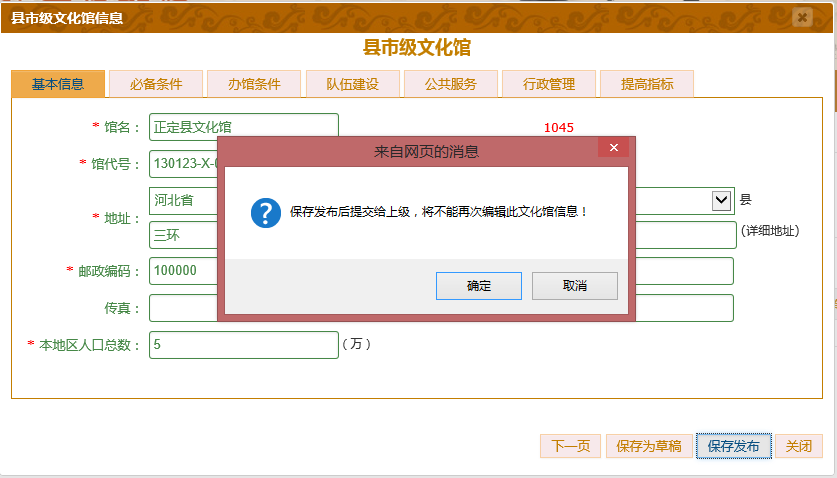 县市级文化馆信息
县市级文化馆
基本信息 必备条件 办馆条件 队伍建设 公共服务 行政管理 提高指标
* 馆名： 正定县文化馆 1045
来自网页的消息
* 馆代号： 130123-X-
保存发布后提交给上级，将不能再次编辑此文化馆信息！
* 地址： 河北省 县
三环 (详细地址)
* 邮政编码： 100000
确定 取消
传真：
* 本地区人口总数： 5 (万)
下一页 保存为草稿 保存发布 关闭